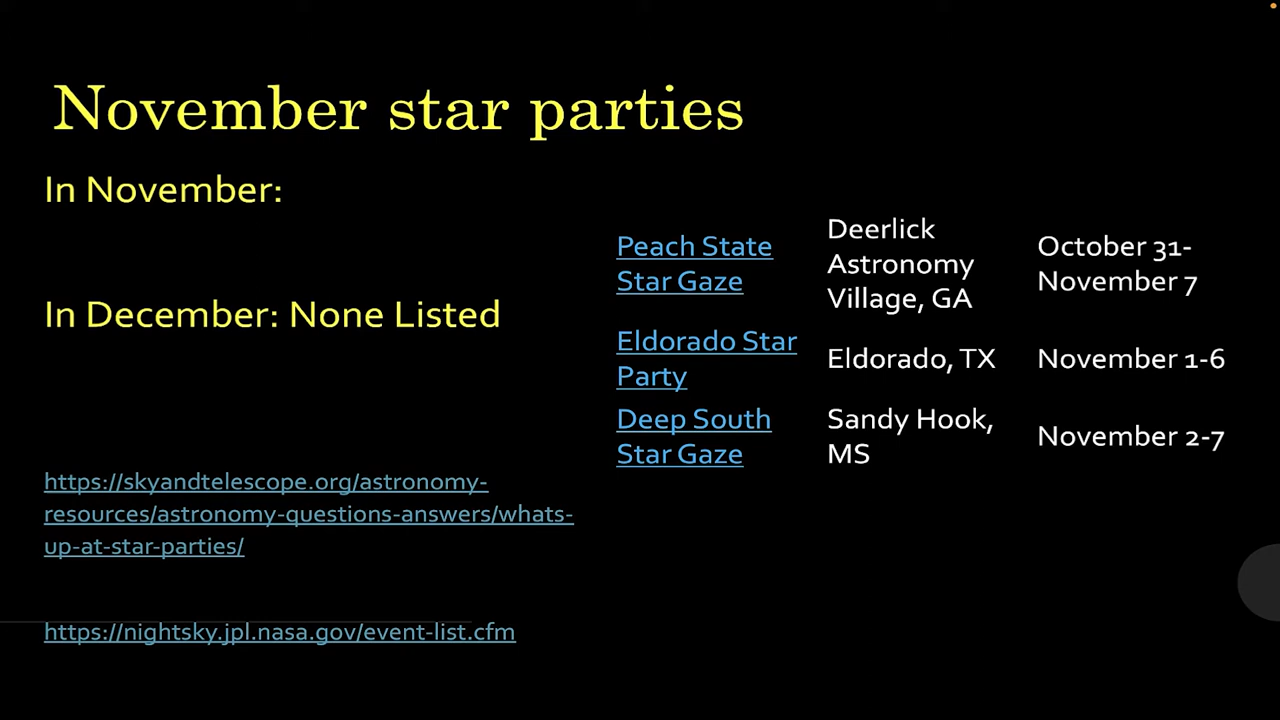 November star parties
In November:
In December: None Listed
https://skyandtelescope.org/astronomy-
resources/astronomy-questions-answers/whats-
up-at-star-parties/
https://nightsky.jpl.nasa.gov/event-list.cfm
Peach State
Star Gaze
Deerlick
Astronomy
Village, GA
October 31-
November 7
Eldorado Star
Party
Eldorado, TX
November 1-6
Deep South
Star Gaze
Sandy Hook,
MS
November 2-7